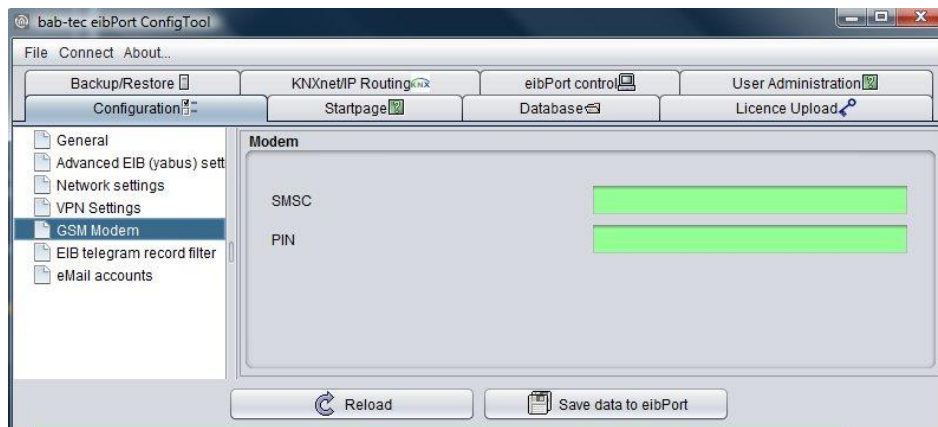 bab-tec eibPort ConfigTool
File Connect About...
Backup/Restore
KNXnet/IP Routing KNX
eibPort control
User Administration
Configuration
Startpage
Database
Licence Upload
General
Advanced EIB (yabus) sett
Network settings
VPN Settings
GSM Modem
EIB telegram record filter
eMail accounts
Modem
SMSC
PIN
Reload
Save data to eibPort